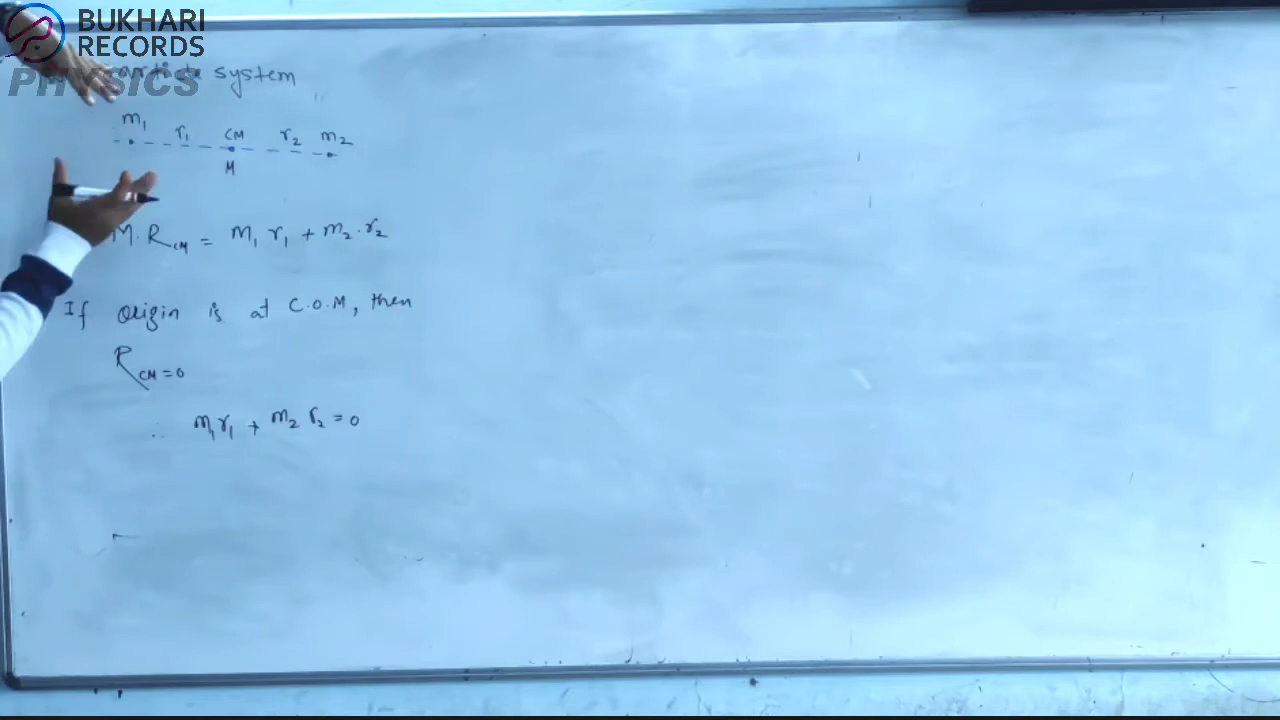 BUKHARI
RECORDS
PHYSICS
system
m₁ r₁ CM r₂ m₂
M
M. R_CM = m₁ r₁ + m₂ . r₂
If origin is at C.O.M, then
R_CM = 0
∴ m₁r₁ + m₂ r₂ = 0